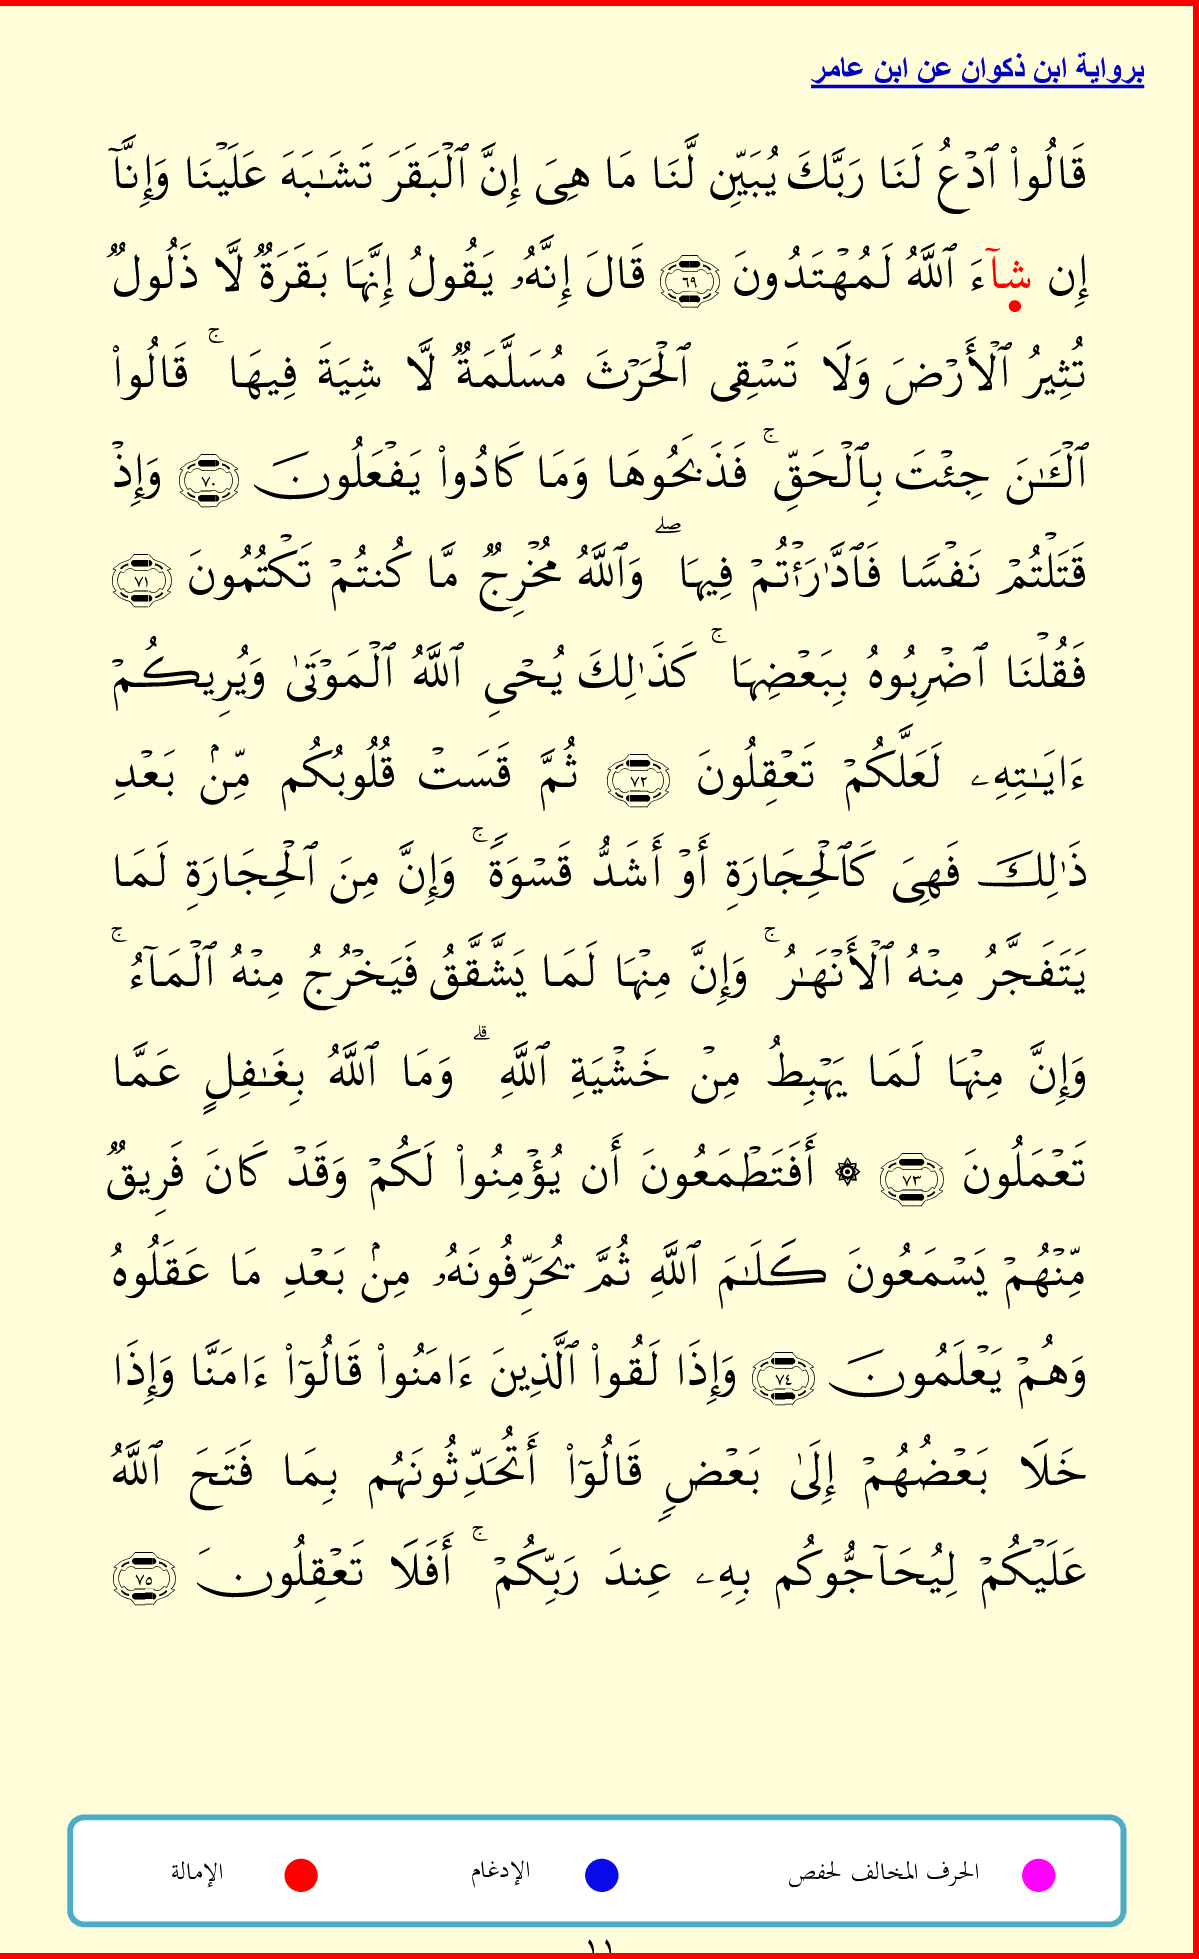 برواية ابن ذكوان عن ابن عامر
قَالُوا۟ ٱدْعُ لَنَا رَبَّكَ يُبَيِّن لَّنَا مَا هِىَ إِنَّ ٱلْبَقَرَ تَشَـٰبَهَ عَلَيْنَا وَإِنَّآ
إِن شَآءَ ٱللَّهُ لَمُهْتَدُونَ ٦٩ قَالَ إِنَّهُۥ يَقُولُ إِنَّهَا بَقَرَةٌ لَّا ذَلُولٌ
تُثِيرُ ٱلْأَرْضَ وَلَا تَسْقِى ٱلْحَرْثَ مُسَلَّمَةٌ لَّا شِيَةَ فِيهَا ۚ قَالُوا۟
ٱلْـَٔـٰنَ جِئْتَ بِٱلْحَقِّ ۚ فَذَبَحُوهَا وَمَا كَادُوا۟ يَفْعَلُونَ ٧٠ وَإِذْ
قَتَلْتُمْ نَفْسًا فَٱدَّٰرَْٰٔتُمْ فِيهَا ۖ وَٱللَّهُ مُخْرِجٌ مَّا كُنتُمْ تَكْتُمُونَ ٧١
فَقُلْنَا ٱضْرِبُوهُ بِبَعْضِهَا ۚ كَذَٰلِكَ يُحْىِ ٱللَّهُ ٱلْمَوْتَىٰ وَيُرِيكُمْ
ءَايَـٰتِهِۦ لَعَلَّكُمْ تَعْقِلُونَ ٧٢ ثُمَّ قَسَتْ قُلُوبُكُم مِّنۢ بَعْدِ
ذَٰلِكَ فَهِىَ كَٱلْحِجَارَةِ أَوْ أَشَدُّ قَسْوَةً ۚ وَإِنَّ مِنَ ٱلْحِجَارَةِ لَمَا
يَتَفَجَّرُ مِنْهُ ٱلْأَنْهَـٰرُ ۚ وَإِنَّ مِنْهَا لَمَا يَشَّقَّقُ فَيَخْرُجُ مِنْهُ ٱلْمَآءُ ۚ
وَإِنَّ مِنْهَا لَمَا يَهْبِطُ مِنْ خَشْيَةِ ٱللَّهِ ۗ وَمَا ٱللَّهُ بِغَـٰفِلٍ عَمَّا
تَعْمَلُونَ ٧٣ ۞ أَفَتَطْمَعُونَ أَن يُؤْمِنُوا۟ لَكُمْ وَقَدْ كَانَ فَرِيقٌ
مِّنْهُمْ يَسْمَعُونَ كَلَـٰمَ ٱللَّهِ ثُمَّ يُحَرِّفُونَهُۥ مِنۢ بَعْدِ مَا عَقَلُوهُ
وَهُمْ يَعْلَمُونَ ٧٤ وَإِذَا لَقُوا۟ ٱلَّذِينَ ءَامَنُوا۟ قَالُوٓا۟ ءَامَنَّا وَإِذَا
خَلَا بَعْضُهُمْ إِلَىٰ بَعْضٍ قَالُوٓا۟ أَتُحَدِّثُونَهُم بِمَا فَتَحَ ٱللَّهُ
عَلَيْكُمْ لِيُحَآجُّوكُم بِهِۦ عِندَ رَبِّكُمْ ۚ أَفَلَا تَعْقِلُونَ ٧٥
الحرف المخالف لحفص الإدغام الإمالة
١١